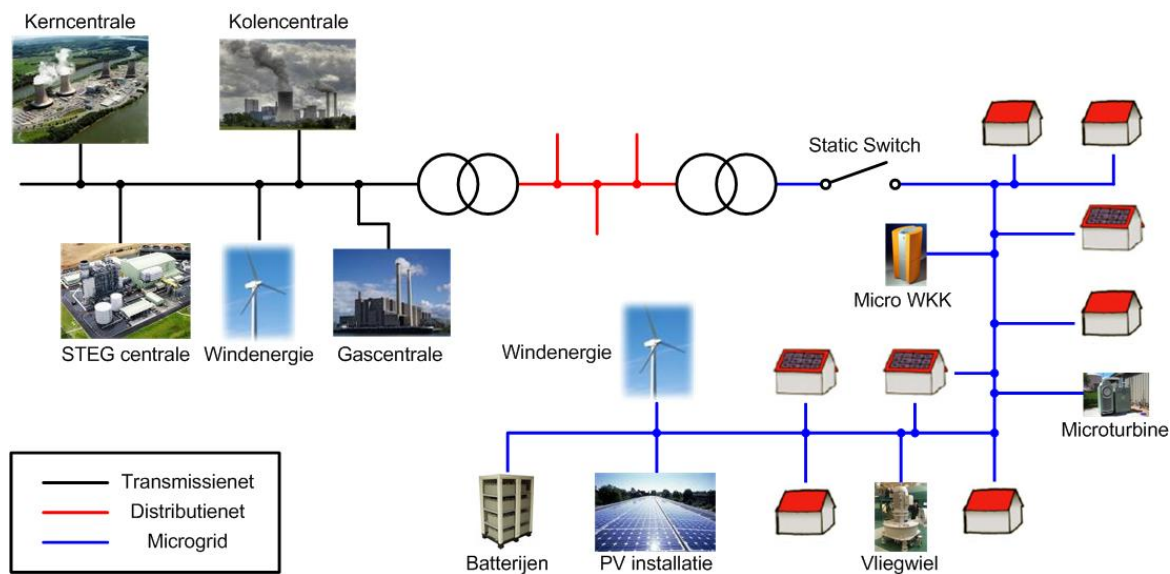 Kerncentrale
Kolencentrale
STEG centrale
Windenergie
Gascentrale
Static Switch
Micro WKK
Windenergie
Microturbine
Batterijen
PV installatie
Vliegwiel
Transmissienet
Distributienet
Microgrid